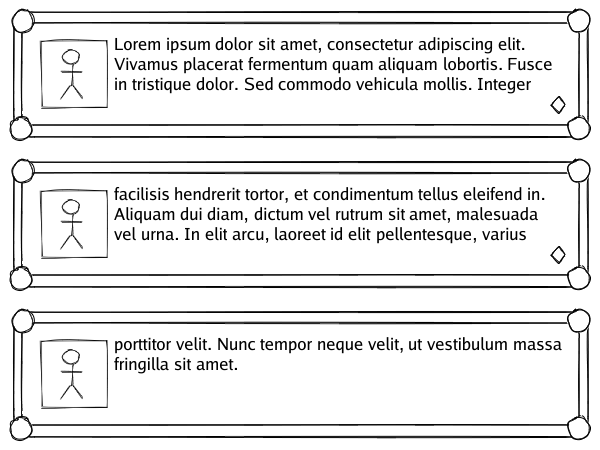 Lorem ipsum dolor sit amet, consectetur adipiscing elit.
Vivamus placerat fermentum quam aliquam lobortis. Fusce
in tristique dolor. Sed commodo vehicula mollis. Integer
facilisis hendrerit tortor, et condimentum tellus eleifend in.
Aliquam dui diam, dictum vel rutrum sit amet, malesuada
vel urna. In elit arcu, laoreet id elit pellentesque, varius
porttitor velit. Nunc tempor neque velit, ut vestibulum massa
fringilla sit amet.